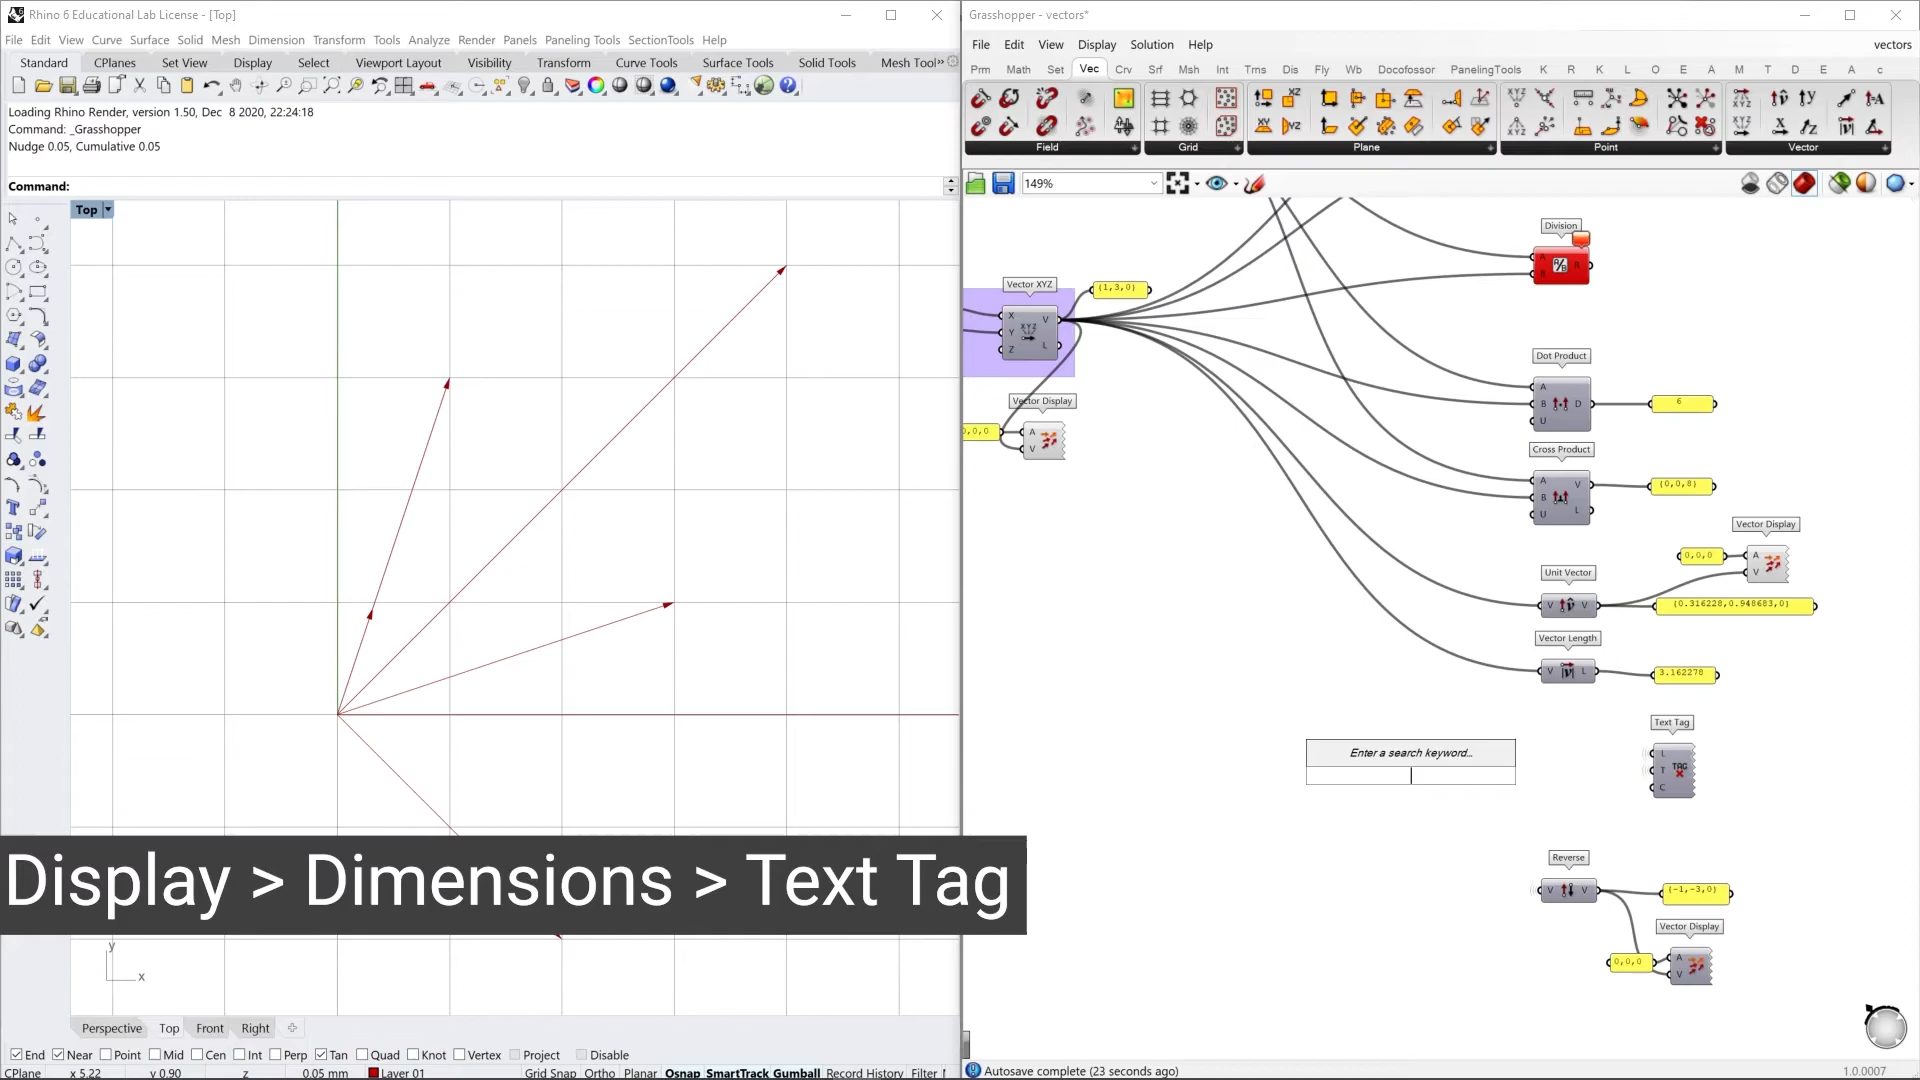 Rhino 6 Educational Lab License - [Top]
File Edit View Curve Surface Solid Mesh Dimension Transform Tools Analyze Render Panels Paneling Tools SectionTools Help
Standard CPlanes Set View Display Select Viewport Layout Visibility Transform Curve Tools Surface Tools Solid Tools Mesh Tool»
Loading Rhino Render, version 1.50, Dec 8 2020, 22:24:18
Command: _Grasshopper
Nudge 0.05, Cumulative 0.05
Command:
Top
y
x
Perspective Top Front Right
End Near Point Mid Cen Int Perp Tan Quad Knot Vertex Project Disable
CPlane x 5.22 y 0.90 z 0.05 mm Layer 01 Grid Snap Ortho Planar Osnap SmartTrack Gumball Record History Filter
Display > Dimensions > Text Tag
Grasshopper - vectors*
File Edit View Display Solution Help vectors
Prm Math Set Vec Crv Srf Msh Int Trns Dis Fly Wb Docofossor PanelingTools K R K L O E A M T D E A c
Field Grid Plane Point Vector
149%
Division
A B R
A/B
Vector XYZ
X Y Z V L
XYZ
{1,3,0}
Vector Display
0,0,0
A V
Dot Product
A B U D
6
Cross Product
A B U V L
{0,0,8}
Vector Display
0,0,0
A V
Unit Vector
V V
{0.316228,0.948683,0}
Vector Length
V L
3.162278
Text Tag
L T C
TAG
Enter a search keyword...
Reverse
V V
{-1,-3,0}
Vector Display
0,0,0
A V
Autosave complete (23 seconds ago)
1.0.0007